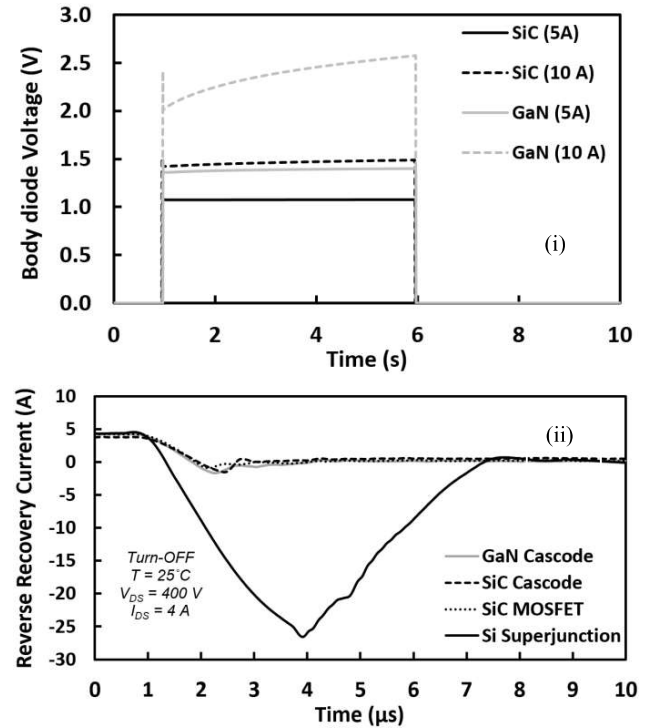 3.0
2.5
2.0
1.5
1.0
0.5
0.0
Body diode Voltage (V)
SiC (5A)
SiC (10 A)
GaN (5A)
GaN (10 A)
(i)
0 2 4 6 8 10
Time (s)
10
5
0
-5
-10
-15
-20
-25
-30
Reverse Recovery Current (A)
(ii)
Turn-OFF
T = 25°C
VDS = 400 V
IDS = 4 A
GaN Cascode
SiC Cascode
SiC MOSFET
Si Superjunction
0 1 2 3 4 5 6 7 8 9 10
Time (μs)